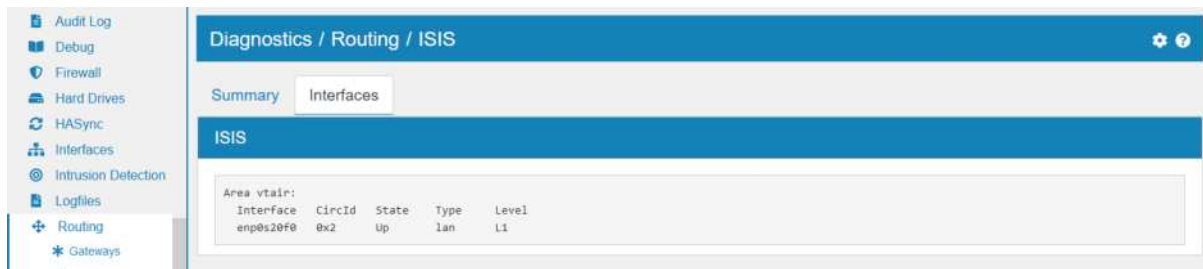 Audit Log
Debug
Firewall
Hard Drives
HASync
Interfaces
Intrusion Detection
Logfiles
Routing
Gateways
Diagnostics / Routing / ISIS
Summary Interfaces
ISIS
Area vtair:
Interface CircId State Type Level
enp0s20f0 0x2 Up lan L1